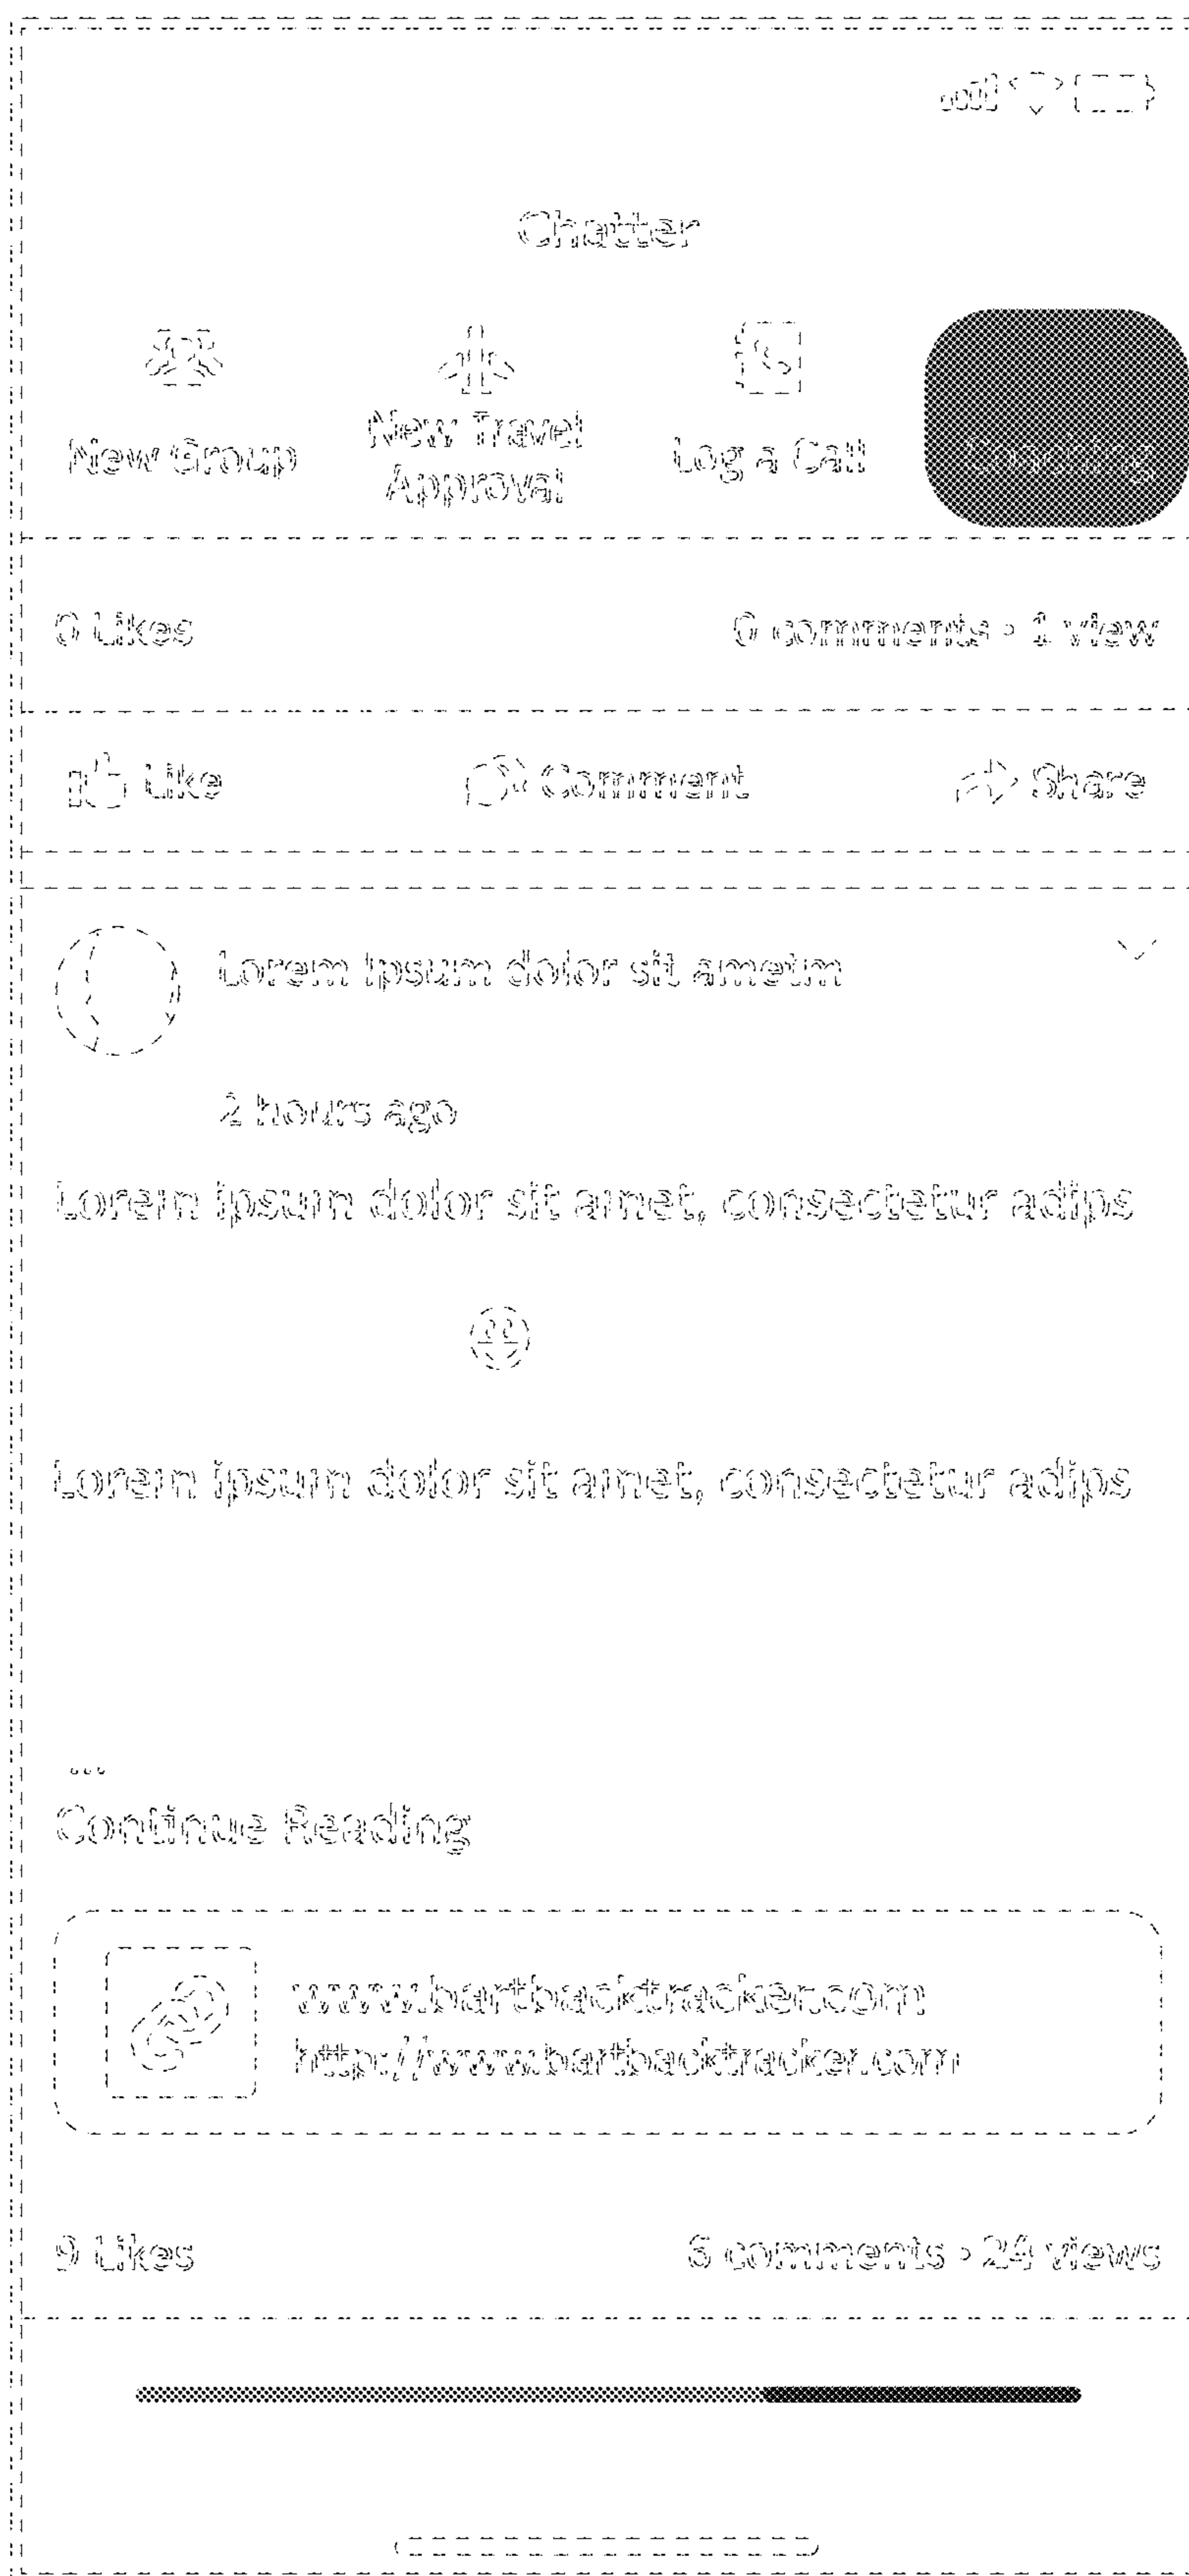 Chatter
New Group
New Travel
Approval
Log a Call
0 Likes
0 comments • 1 view
Like
Comment
Share
Lorem ipsum dolor sit ametm
2 hours ago
Lorem ipsum dolor sit amet, consectetur adips
Lorem ipsum dolor sit amet, consectetur adips
...
Continue Reading
www.bartbacktracker.com
http://www.bartbacktracker.com
9 Likes
6 comments • 24 views